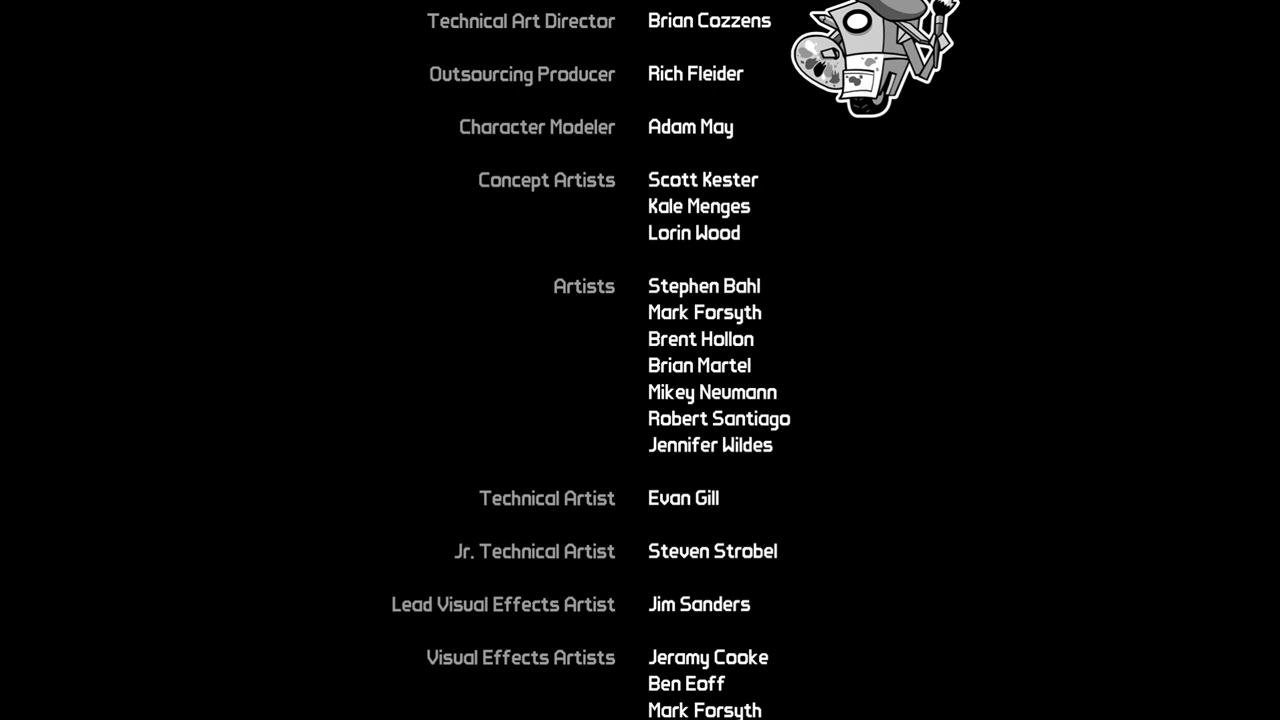 Technical Art Director Brian Cozzens
Outsourcing Producer Rich Fleider
Character Modeler Adam May
Concept Artists Scott Kester
Kale Menges
Lorin Wood
Artists Stephen Bahl
Mark Forsyth
Brent Hollon
Brian Martel
Mikey Neumann
Robert Santiago
Jennifer Wildes
Technical Artist Evan Gill
Jr. Technical Artist Steven Strobel
Lead Visual Effects Artist Jim Sanders
Visual Effects Artists Jeramy Cooke
Ben Eoff
Mark Forsyth